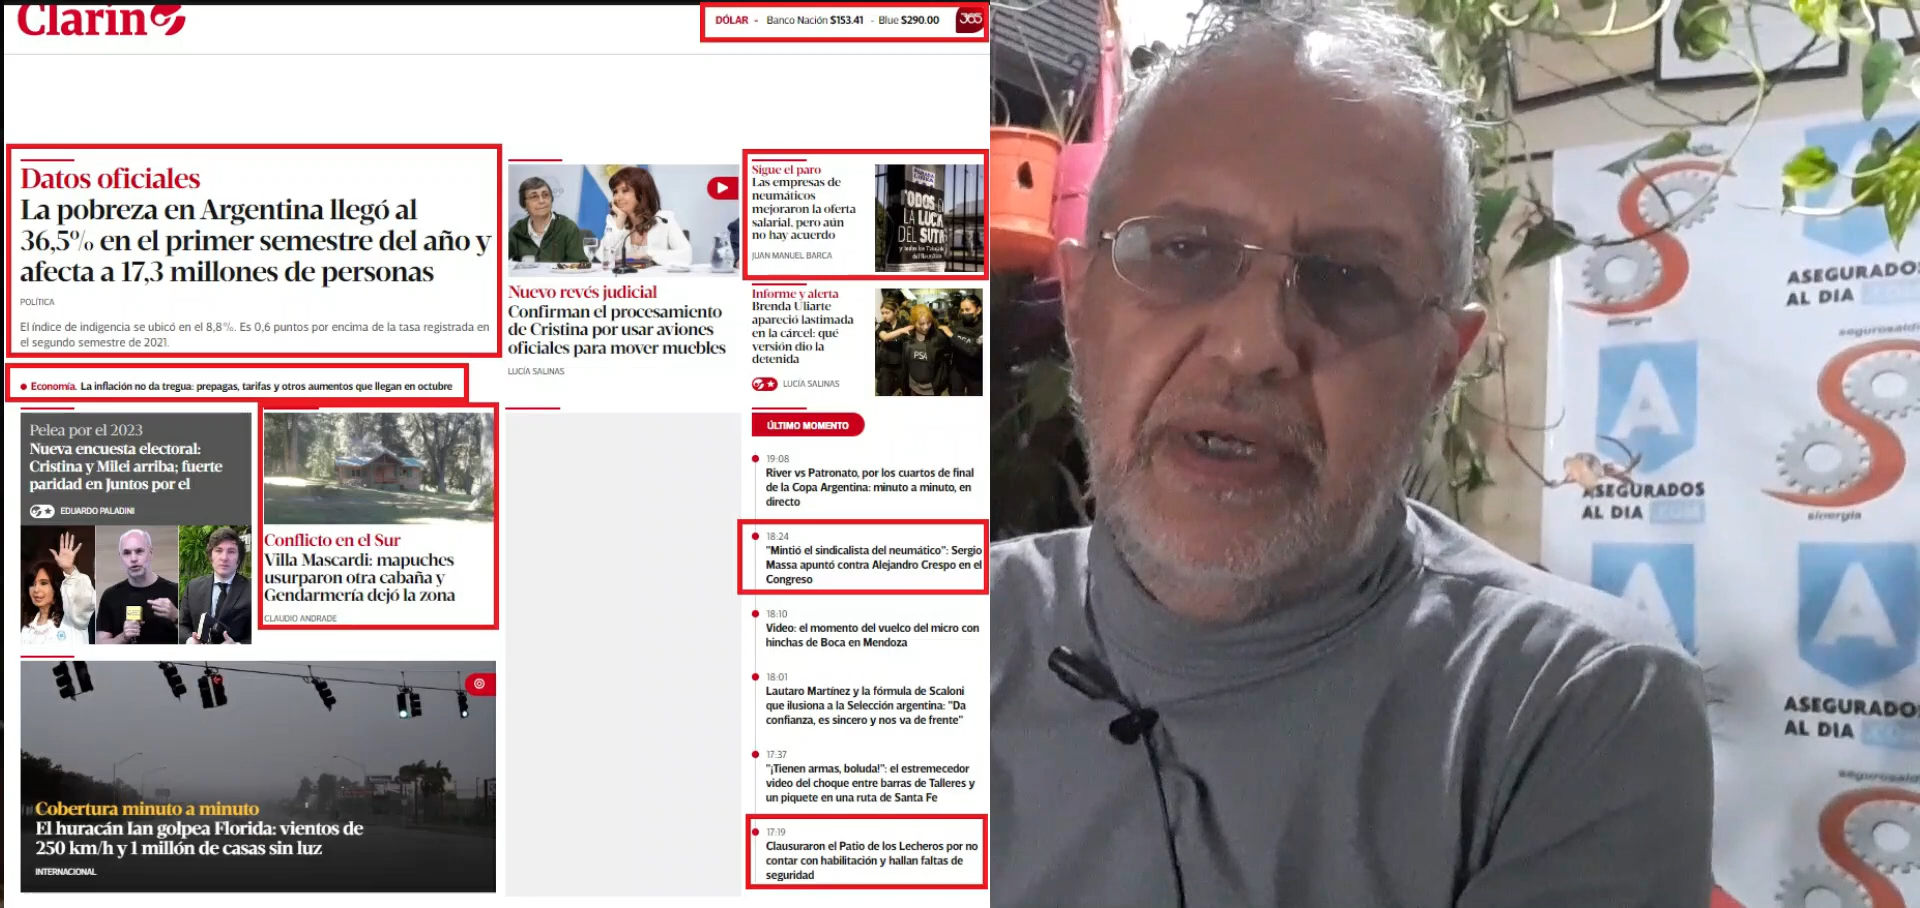 Clarín
DÓLAR - Banco Nación $153.41 - Blue $290.00
365
Datos oficiales
La pobreza en Argentina llegó al
36,5% en el primer semestre del año y
afecta a 17,3 millones de personas
POLÍTICA
El índice de indigencia se ubicó en el 8,8%. Es 0,6 puntos por encima de la tasa registrada en
el segundo semestre de 2021.
Economía. La inflación no da tregua: prepagas, tarifas y otros aumentos que llegan en octubre
Pelea por el 2023
Nueva encuesta electoral:
Cristina y Milei arriba; fuerte
paridad en Juntos por el
EDUARDO PALADINI
Conflicto en el Sur
Villa Mascardi: mapuches
usurparon otra cabaña y
Gendarmería dejó la zona
CLAUDIO ANDRADE
Cobertura minuto a minuto
El huracán Ian golpea Florida: vientos de
250 km/h y 1 millón de casas sin luz
INTERNACIONAL
Nuevo revés judicial
Confirman el procesamiento
de Cristina por usar aviones
oficiales para mover muebles
LUCÍA SALINAS
Sigue el paro
Las empresas de
neumáticos
mejoraron la oferta
salarial, pero aún
no hay acuerdo
JUAN MANUEL BARCA
TODOS
LA LUCA
DEL SUTN
Informe y alerta
Brenda Uliarte
apareció lastimada
en la cárcel: qué
versión dio la
detenida
LUCÍA SALINAS
PSA
ÚLTIMO MOMENTO
19:08
River vs Patronato, por los cuartos de final
de la Copa Argentina: minuto a minuto, en
directo
18:24
"Mintió el sindicalista del neumático": Sergio
Massa apuntó contra Alejandro Crespo en el
Congreso
18:10
Video: el momento del vuelco del micro con
hinchas de Boca en Mendoza
18:01
Lautaro Martínez y la fórmula de Scaloni
que ilusiona a la Selección argentina: "Da
confianza, es sincero y nos va de frente"
17:37
"¡Tienen armas, boluda!": el estremecedor
video del choque entre barras de Talleres y
un piquete en una ruta de Santa Fe
17:19
Clausuraron el Patio de los Lecheros por no
contar con habilitación y hallan faltas de
seguridad
ASEGURADOS
AL DIA .COM
sinergia
segurosaldia
A
ASEGURADOS
AL DIA .COM
sinergia
A
ASEGURADO
AL DIA
segurosaldia